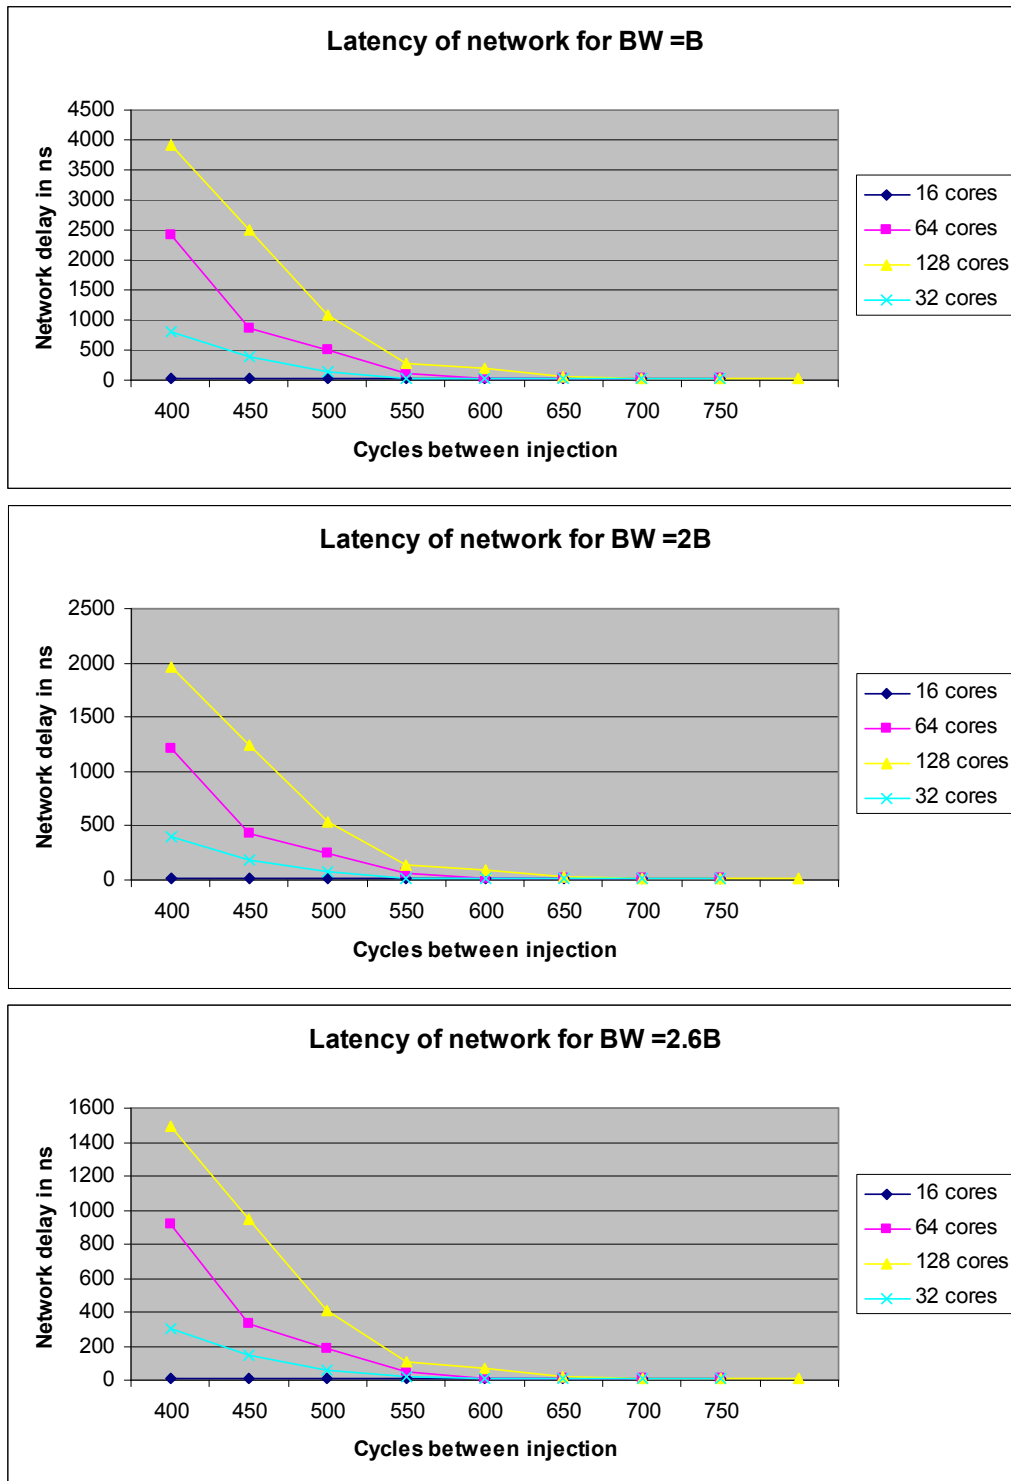 Latency of network for BW =B
4500
4000
3500
3000
2500
2000
1500
1000
500
0
Network delay in ns
400 450 500 550 600 650 700 750
Cycles between injection
16 cores
64 cores
128 cores
32 cores
Latency of network for BW =2B
2500
2000
1500
1000
500
0
Network delay in ns
400 450 500 550 600 650 700 750
Cycles between injection
16 cores
64 cores
128 cores
32 cores
Latency of network for BW =2.6B
1600
1400
1200
1000
800
600
400
200
0
Network delay in ns
400 450 500 550 600 650 700 750
Cycles between injection
16 cores
64 cores
128 cores
32 cores